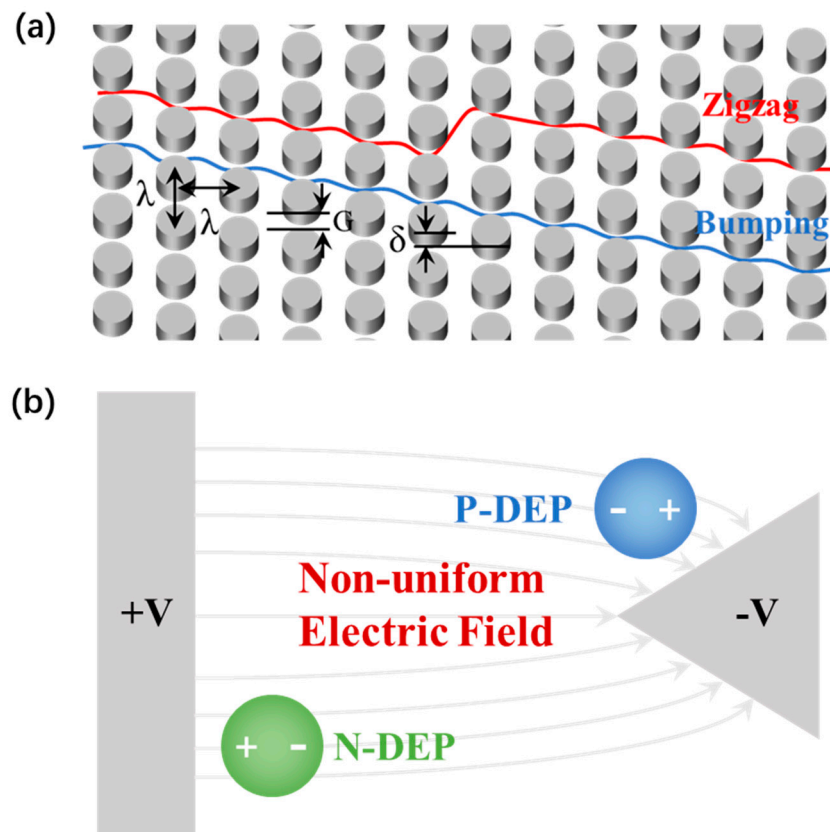 (a)
Zigzag
λ
λ
G
δ
Bumping
(b)
P-DEP
- +
Non-uniform
Electric Field
+V
-V
+ -
N-DEP